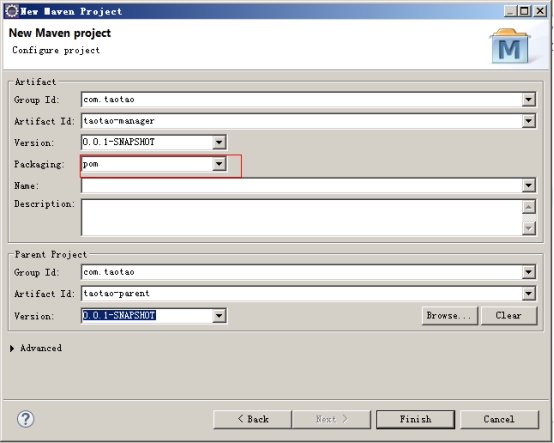 New Maven Project
New Maven project
Configure project
M
Artifact
Group Id: com.taotao
Artifact Id: taotao-manager
Version: 0.0.1-SNAPSHOT
Packaging: pom
Name:
Description:
Parent Project
Group Id: com.taotao
Artifact Id: taotao-parent
Version: 0.0.1-SNAPSHOT Browse... Clear
Advanced
? < Back Next > Finish Cancel